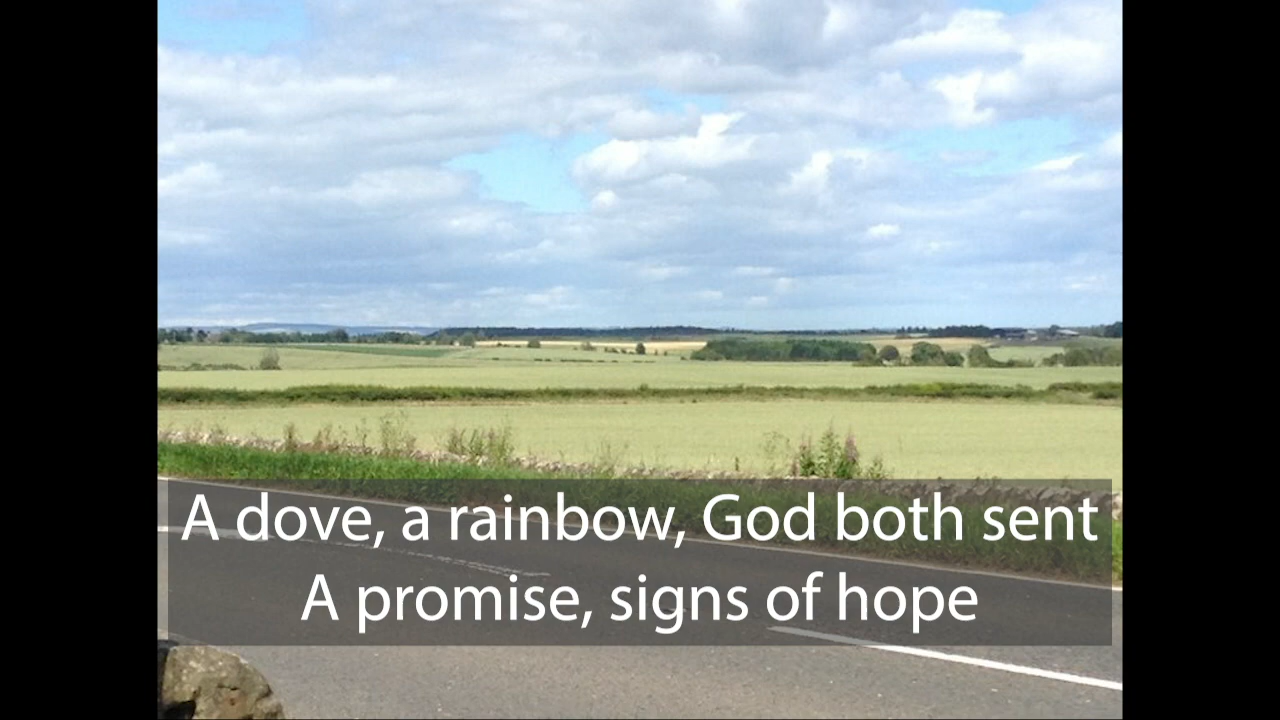 A dove, a rainbow, God both sent
A promise, signs of hope